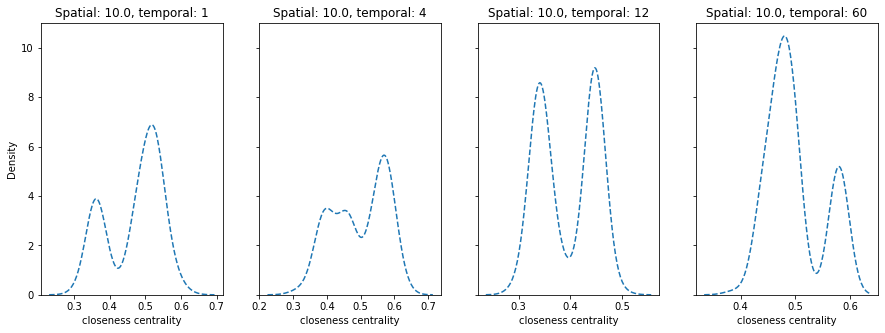 Spatial: 10.0, temporal: 1
Spatial: 10.0, temporal: 4
Spatial: 10.0, temporal: 12
Spatial: 10.0, temporal: 60
Density
10
8
6
4
2
0
0.3 0.4 0.5 0.6 0.7
0.2 0.3 0.4 0.5 0.6 0.7
0.3 0.4 0.5
0.4 0.5 0.6
closeness centrality
closeness centrality
closeness centrality
closeness centrality